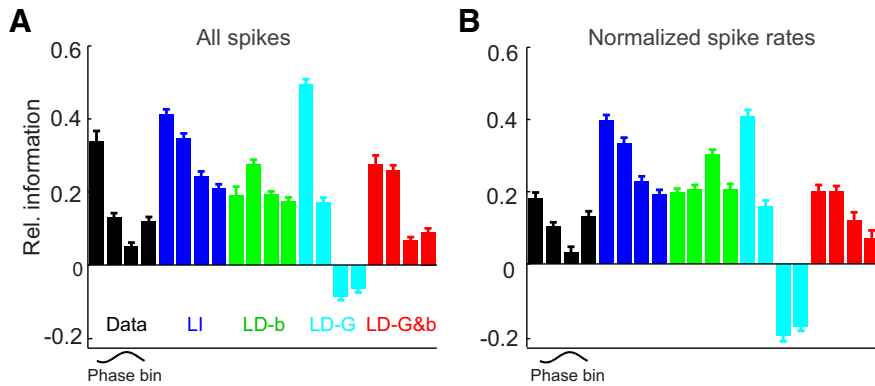 A
All spikes
Rel. information
0.6
0.4
0.2
0
-0.2
Data
LI
LD-b
LD-G
LD-G&b
Phase bin
B
Normalized spike rates
0.6
0.4
0.2
0
-0.2
Phase bin